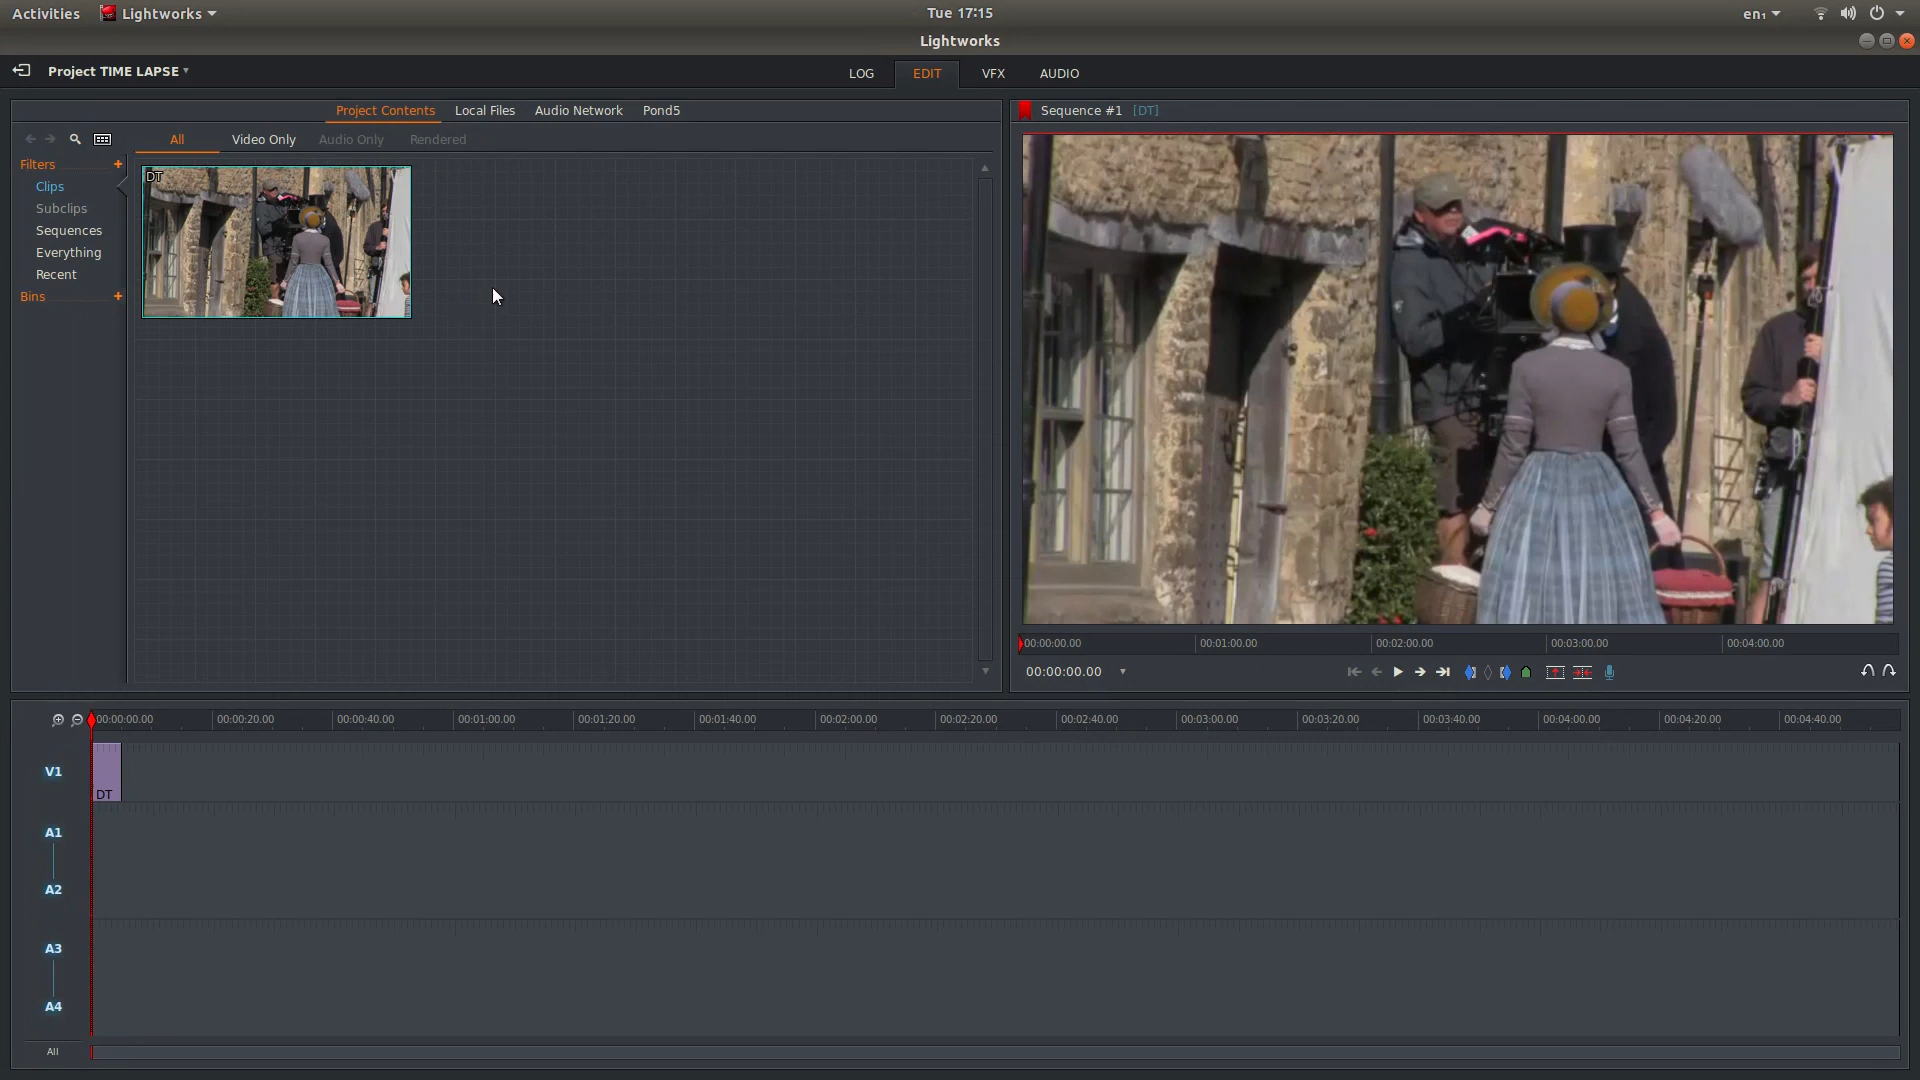 Activities Lightworks Tue 17:15 en₁
Lightworks
Project TIME LAPSE LOG EDIT VFX AUDIO
Project Contents Local Files Audio Network Pond5
Sequence #1 [DT]
All Video Only Audio Only Rendered
Filters +
Clips
Subclips
Sequences
Everything
Recent
Bins +
DT
00:00:00.00 00:01:00.00 00:02:00.00 00:03:00.00 00:04:00.00
00:00:00.00
00:00:00.00 00:00:20.00 00:00:40.00 00:01:00.00 00:01:20.00 00:01:40.00 00:02:00.00 00:02:20.00 00:02:40.00 00:03:00.00 00:03:20.00 00:03:40.00 00:04:00.00 00:04:20.00 00:04:40.00
V1
DT
A1
A2
A3
A4
All